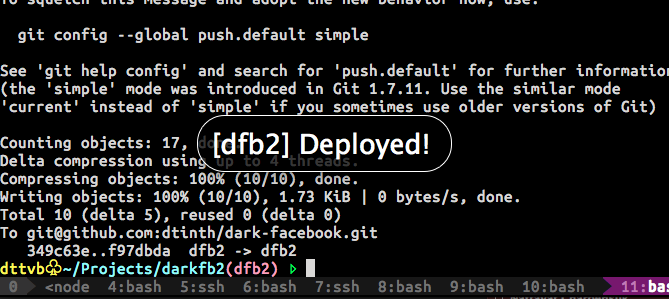 To squelch this message and adopt the new behavior now, use:
git config --global push.default simple
See 'git help config' and search for 'push.default' for further information
(the 'simple' mode was introduced in Git 1.7.11. Use the similar mode
'current' instead of 'simple' if you sometimes use older versions of Git)
Counting objects: 17, done.
[dfb2] Deployed!
Delta compression using up to 4 threads.
Compressing objects: 100% (10/10), done.
Writing objects: 100% (10/10), 1.73 KiB | 0 bytes/s, done.
Total 10 (delta 5), reused 0 (delta 0)
To git@github.com:dtinth/dark-facebook.git
349c63e..f97dbda dfb2 -> dfb2
dttvb♧~/Projects/darkfb2(dfb2) ▷
0 <node 4:bash 5:ssh 6:bash 7:ssh 8:bash 9:bash 10:bash 11:bas